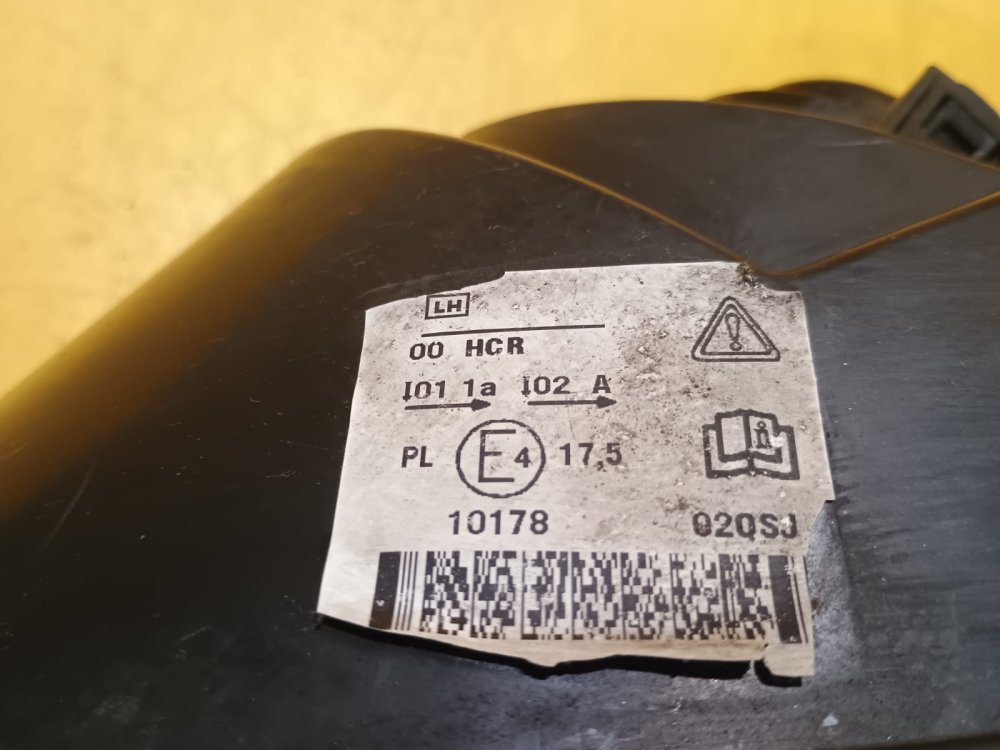 LH
00 HCR
I01 1a I02 A
PL E4 17,5
10178 02QSJ